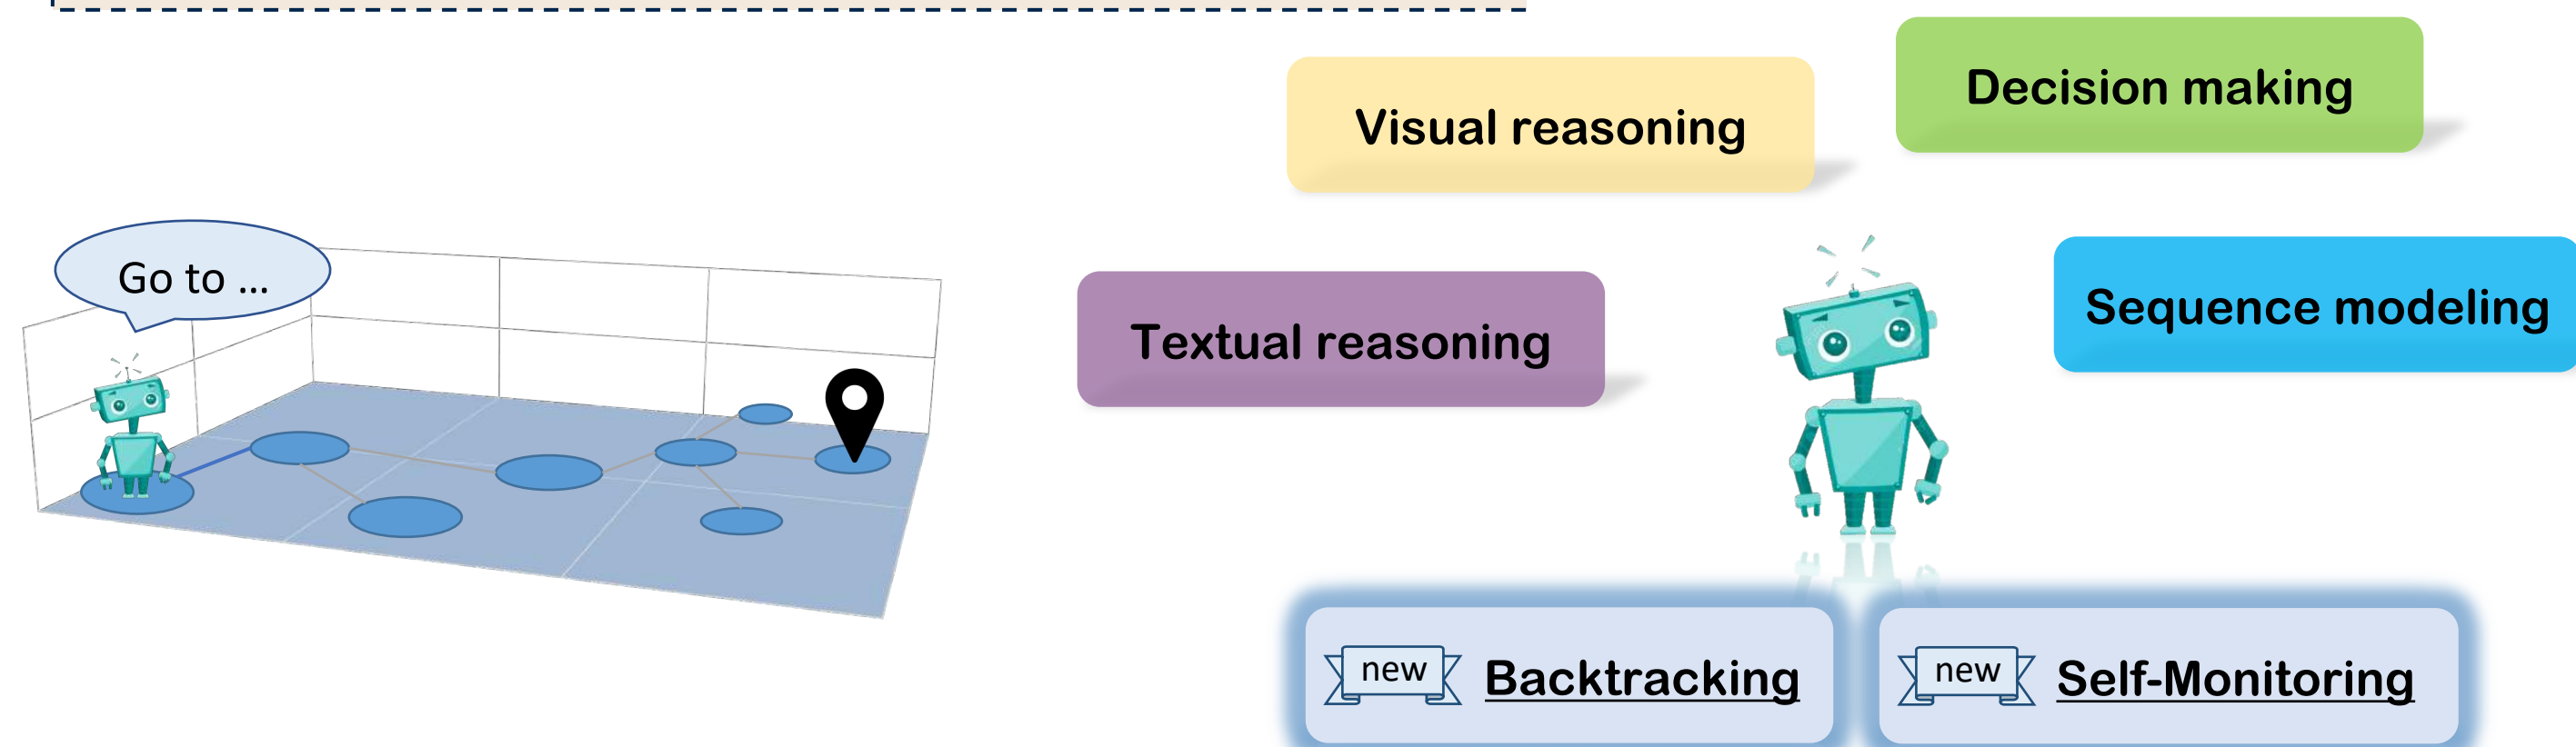 Decision making
Visual reasoning
Go to ...
Textual reasoning
Sequence modeling
new Backtracking
new Self-Monitoring